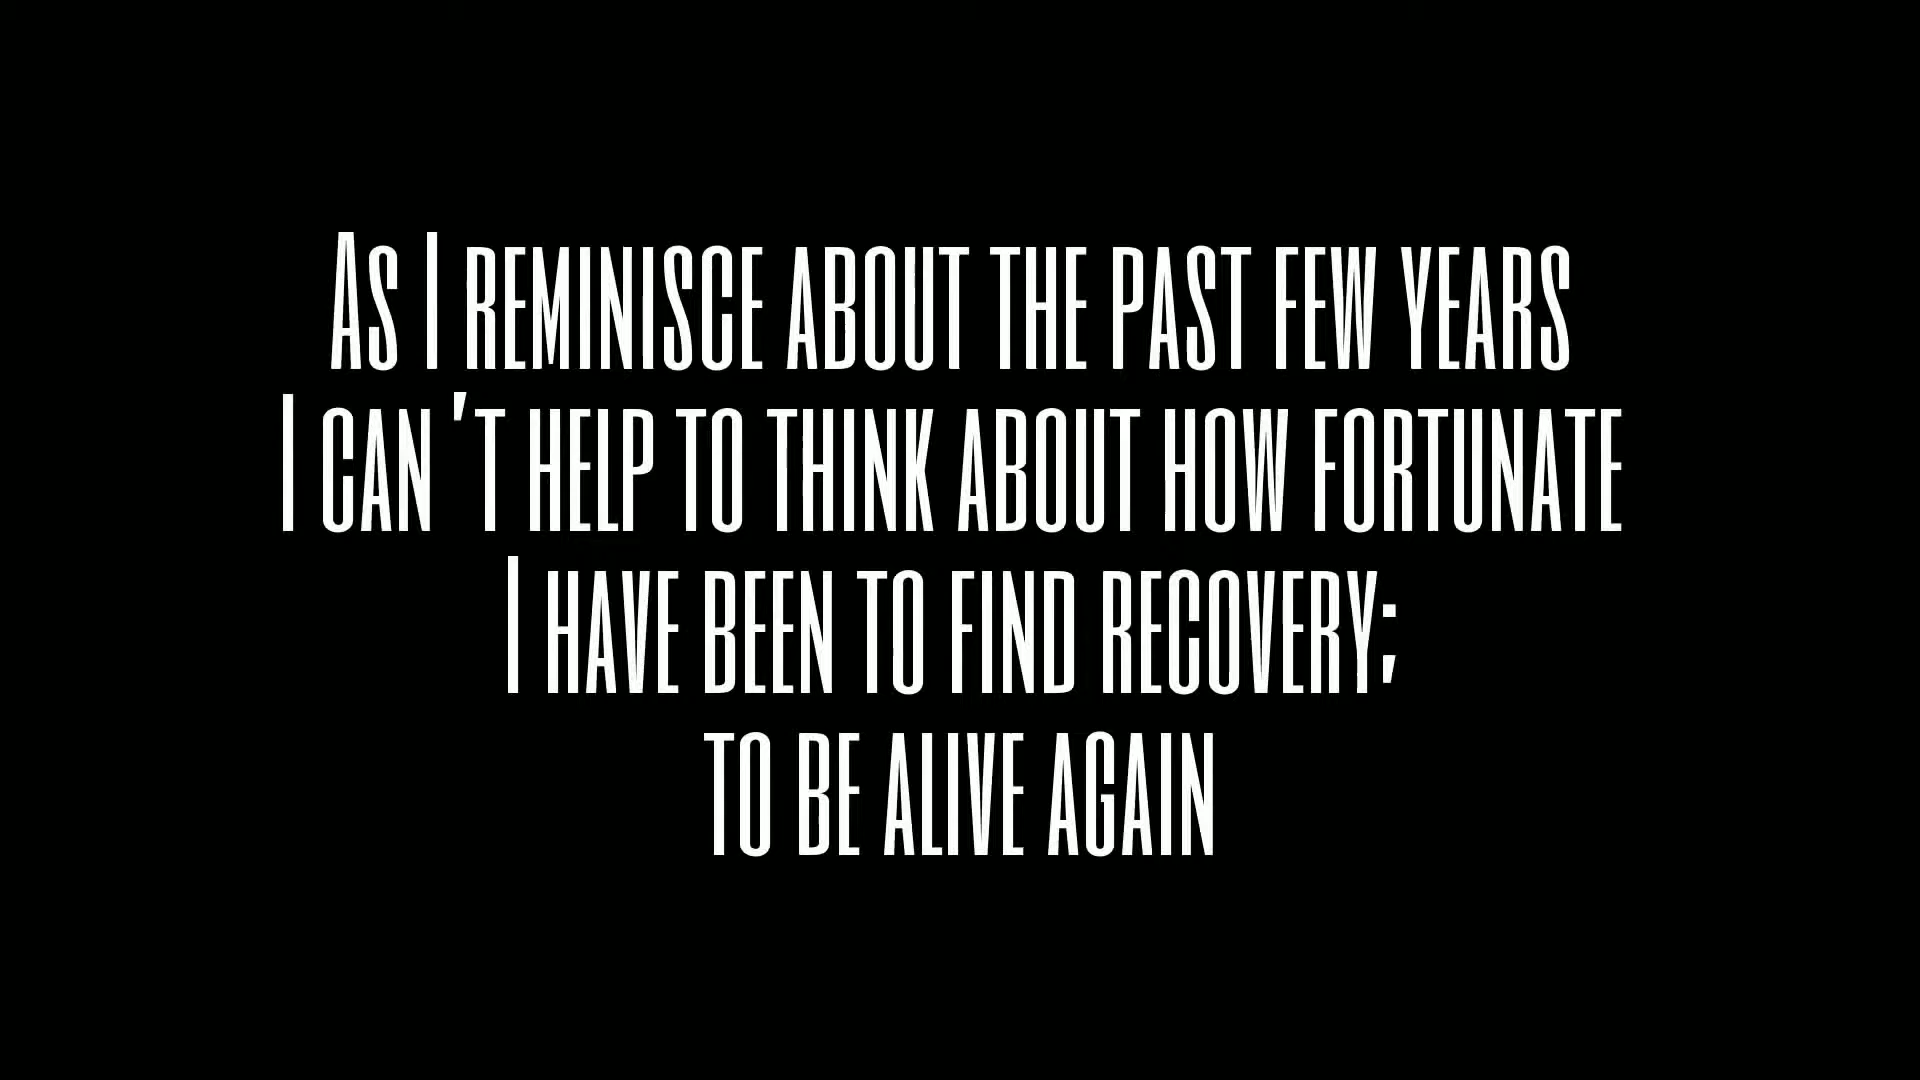 As I reminisce about the past few years
I can't help to think about how fortunate
I have been to find recovery;
to be alive again